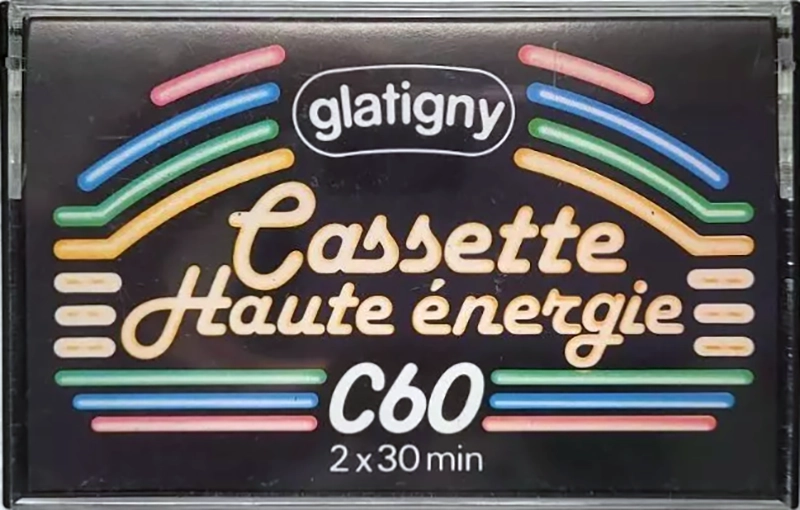 glatigny
Cassette
Haute énergie
C60
2 x 30 min